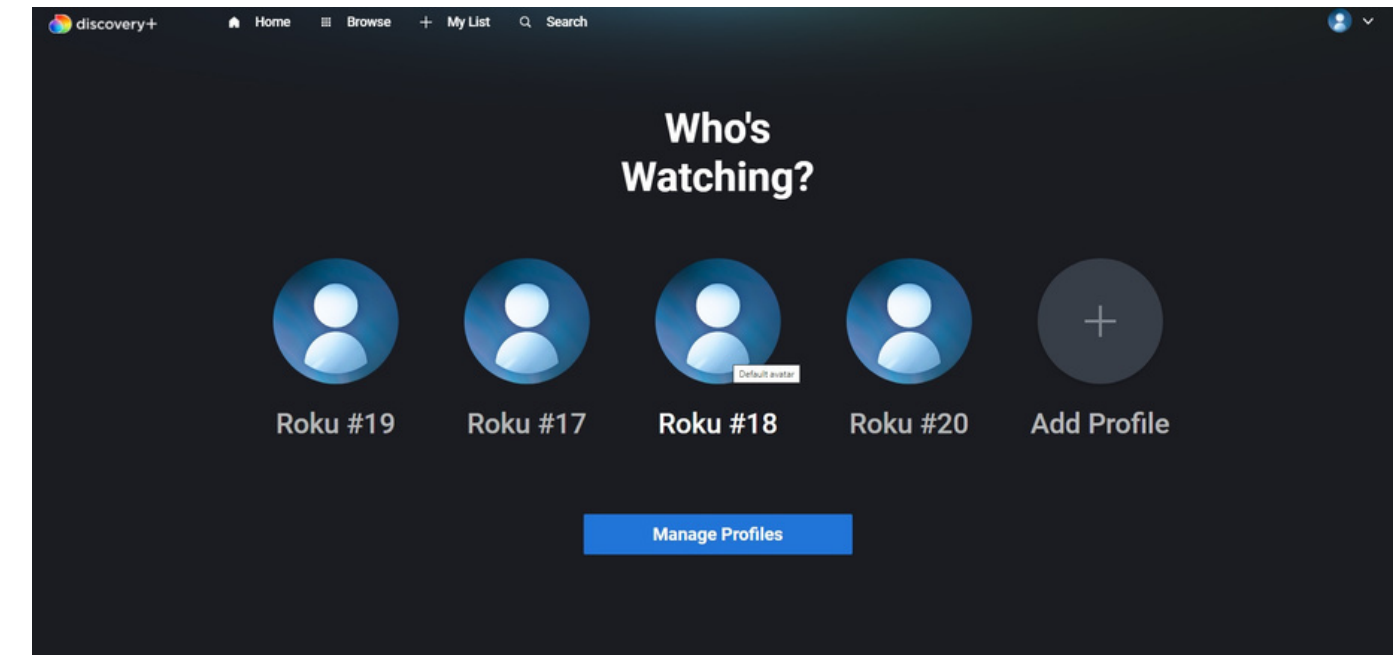 discovery+ Home Browse My List Search
Who's
Watching?
Default avatar
Roku #19 Roku #17 Roku #18 Roku #20 Add Profile
Manage Profiles